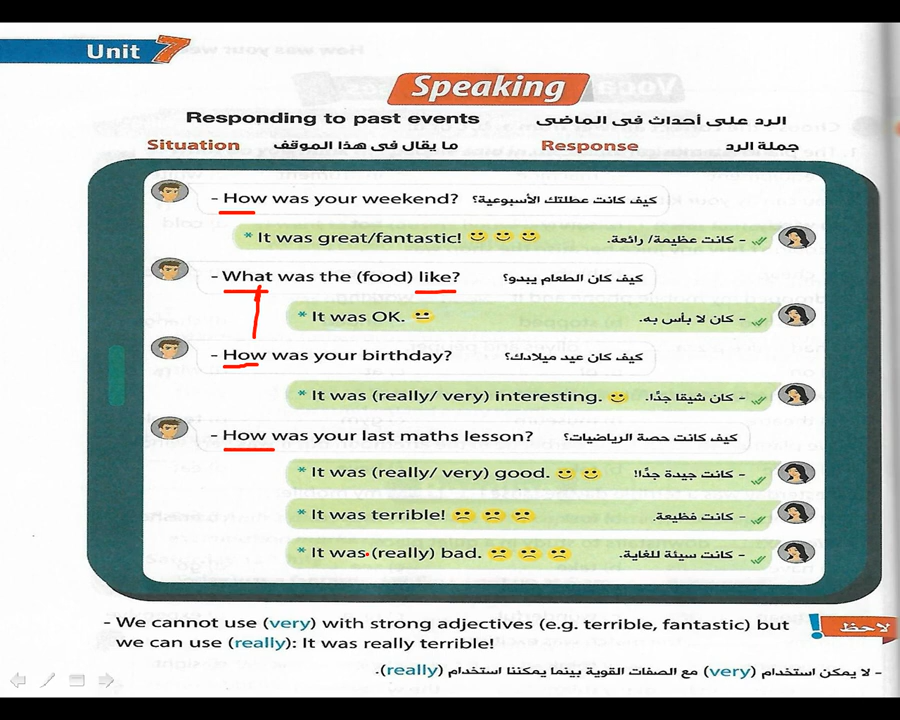 Unit 7
Speaking
Responding to past events الرد على أحداث فى الماضى
Situation ما يقال فى هذا الموقف Response جملة الرد
- How was your weekend? كيف كانت عطلتك الأسبوعية؟
* It was great/fantastic! - كانت عظيمة/ رائعة.
- What was the (food) like? كيف كان الطعام يبدو؟
* It was OK. - كان لا بأس به.
- How was your birthday? كيف كان عيد ميلادك؟
* It was (really/ very) interesting. - كان شيقا جدًا.
- How was your last maths lesson? كيف كانت حصة الرياضيات؟
* It was (really/ very) good. - كانت جيدة جدًا!
* It was terrible! - كانت فظيعة.
* It was (really) bad. - كانت سيئة للغاية.
لاحظ !
- We cannot use (very) with strong adjectives (e.g. terrible, fantastic) but
we can use (really): It was really terrible!
- لا يمكن استخدام (very) مع الصفات القوية بينما يمكننا استخدام (really).